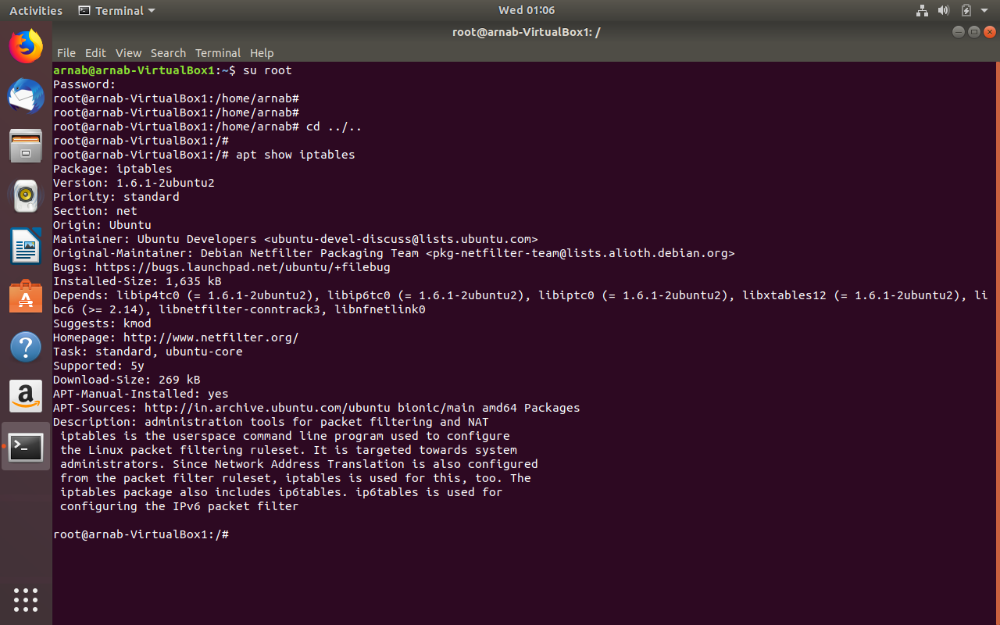 Activities Terminal Wed 01:06
root@arnab-VirtualBox1: /
File Edit View Search Terminal Help
arnab@arnab-VirtualBox1:~$ su root
Password:
root@arnab-VirtualBox1:/home/arnab#
root@arnab-VirtualBox1:/home/arnab#
root@arnab-VirtualBox1:/home/arnab# cd ../..
root@arnab-VirtualBox1:/#
root@arnab-VirtualBox1:/# apt show iptables
Package: iptables
Version: 1.6.1-2ubuntu2
Priority: standard
Section: net
Origin: Ubuntu
Maintainer: Ubuntu Developers <ubuntu-devel-discuss@lists.ubuntu.com>
Original-Maintainer: Debian Netfilter Packaging Team <pkg-netfilter-team@lists.alioth.debian.org>
Bugs: https://bugs.launchpad.net/ubuntu/+filebug
Installed-Size: 1,635 kB
Depends: libip4tc0 (= 1.6.1-2ubuntu2), libip6tc0 (= 1.6.1-2ubuntu2), libiptc0 (= 1.6.1-2ubuntu2), libxtables12 (= 1.6.1-2ubuntu2), li
bc6 (>= 2.14), libnetfilter-conntrack3, libnfnetlink0
Suggests: kmod
Homepage: http://www.netfilter.org/
Task: standard, ubuntu-core
Supported: 5y
Download-Size: 269 kB
APT-Manual-Installed: yes
APT-Sources: http://in.archive.ubuntu.com/ubuntu bionic/main amd64 Packages
Description: administration tools for packet filtering and NAT
 iptables is the userspace command line program used to configure
 the Linux packet filtering ruleset. It is targeted towards system
 administrators. Since Network Address Translation is also configured
 from the packet filter ruleset, iptables is used for this, too. The
 iptables package also includes ip6tables. ip6tables is used for
 configuring the IPv6 packet filter
root@arnab-VirtualBox1:/#